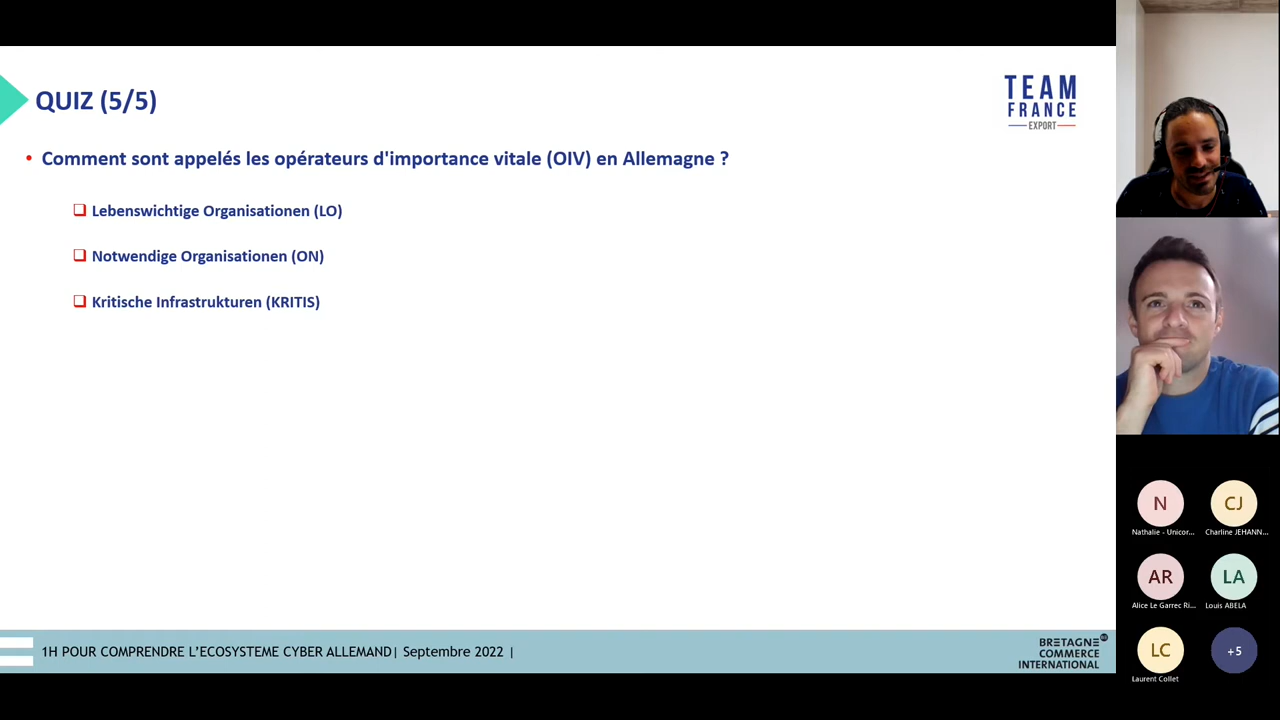 QUIZ (5/5)
TEAM
FRANCE
EXPORT
• Comment sont appelés les opérateurs d'importance vitale (OIV) en Allemagne ?
❑ Lebenswichtige Organisationen (LO)
❑ Notwendige Organisationen (ON)
❑ Kritische Infrastrukturen (KRITIS)
1H POUR COMPRENDRE L'ECOSYSTEME CYBER ALLEMAND| Septembre 2022 |
BRETAGNE
COMMERCE
INTERNATIONAL
N
CJ
Nathalie - Unicor...
Charline JEHANN...
AR
LA
Alice Le Garrec Ri...
Louis ABELA
LC
+5
Laurent Collet